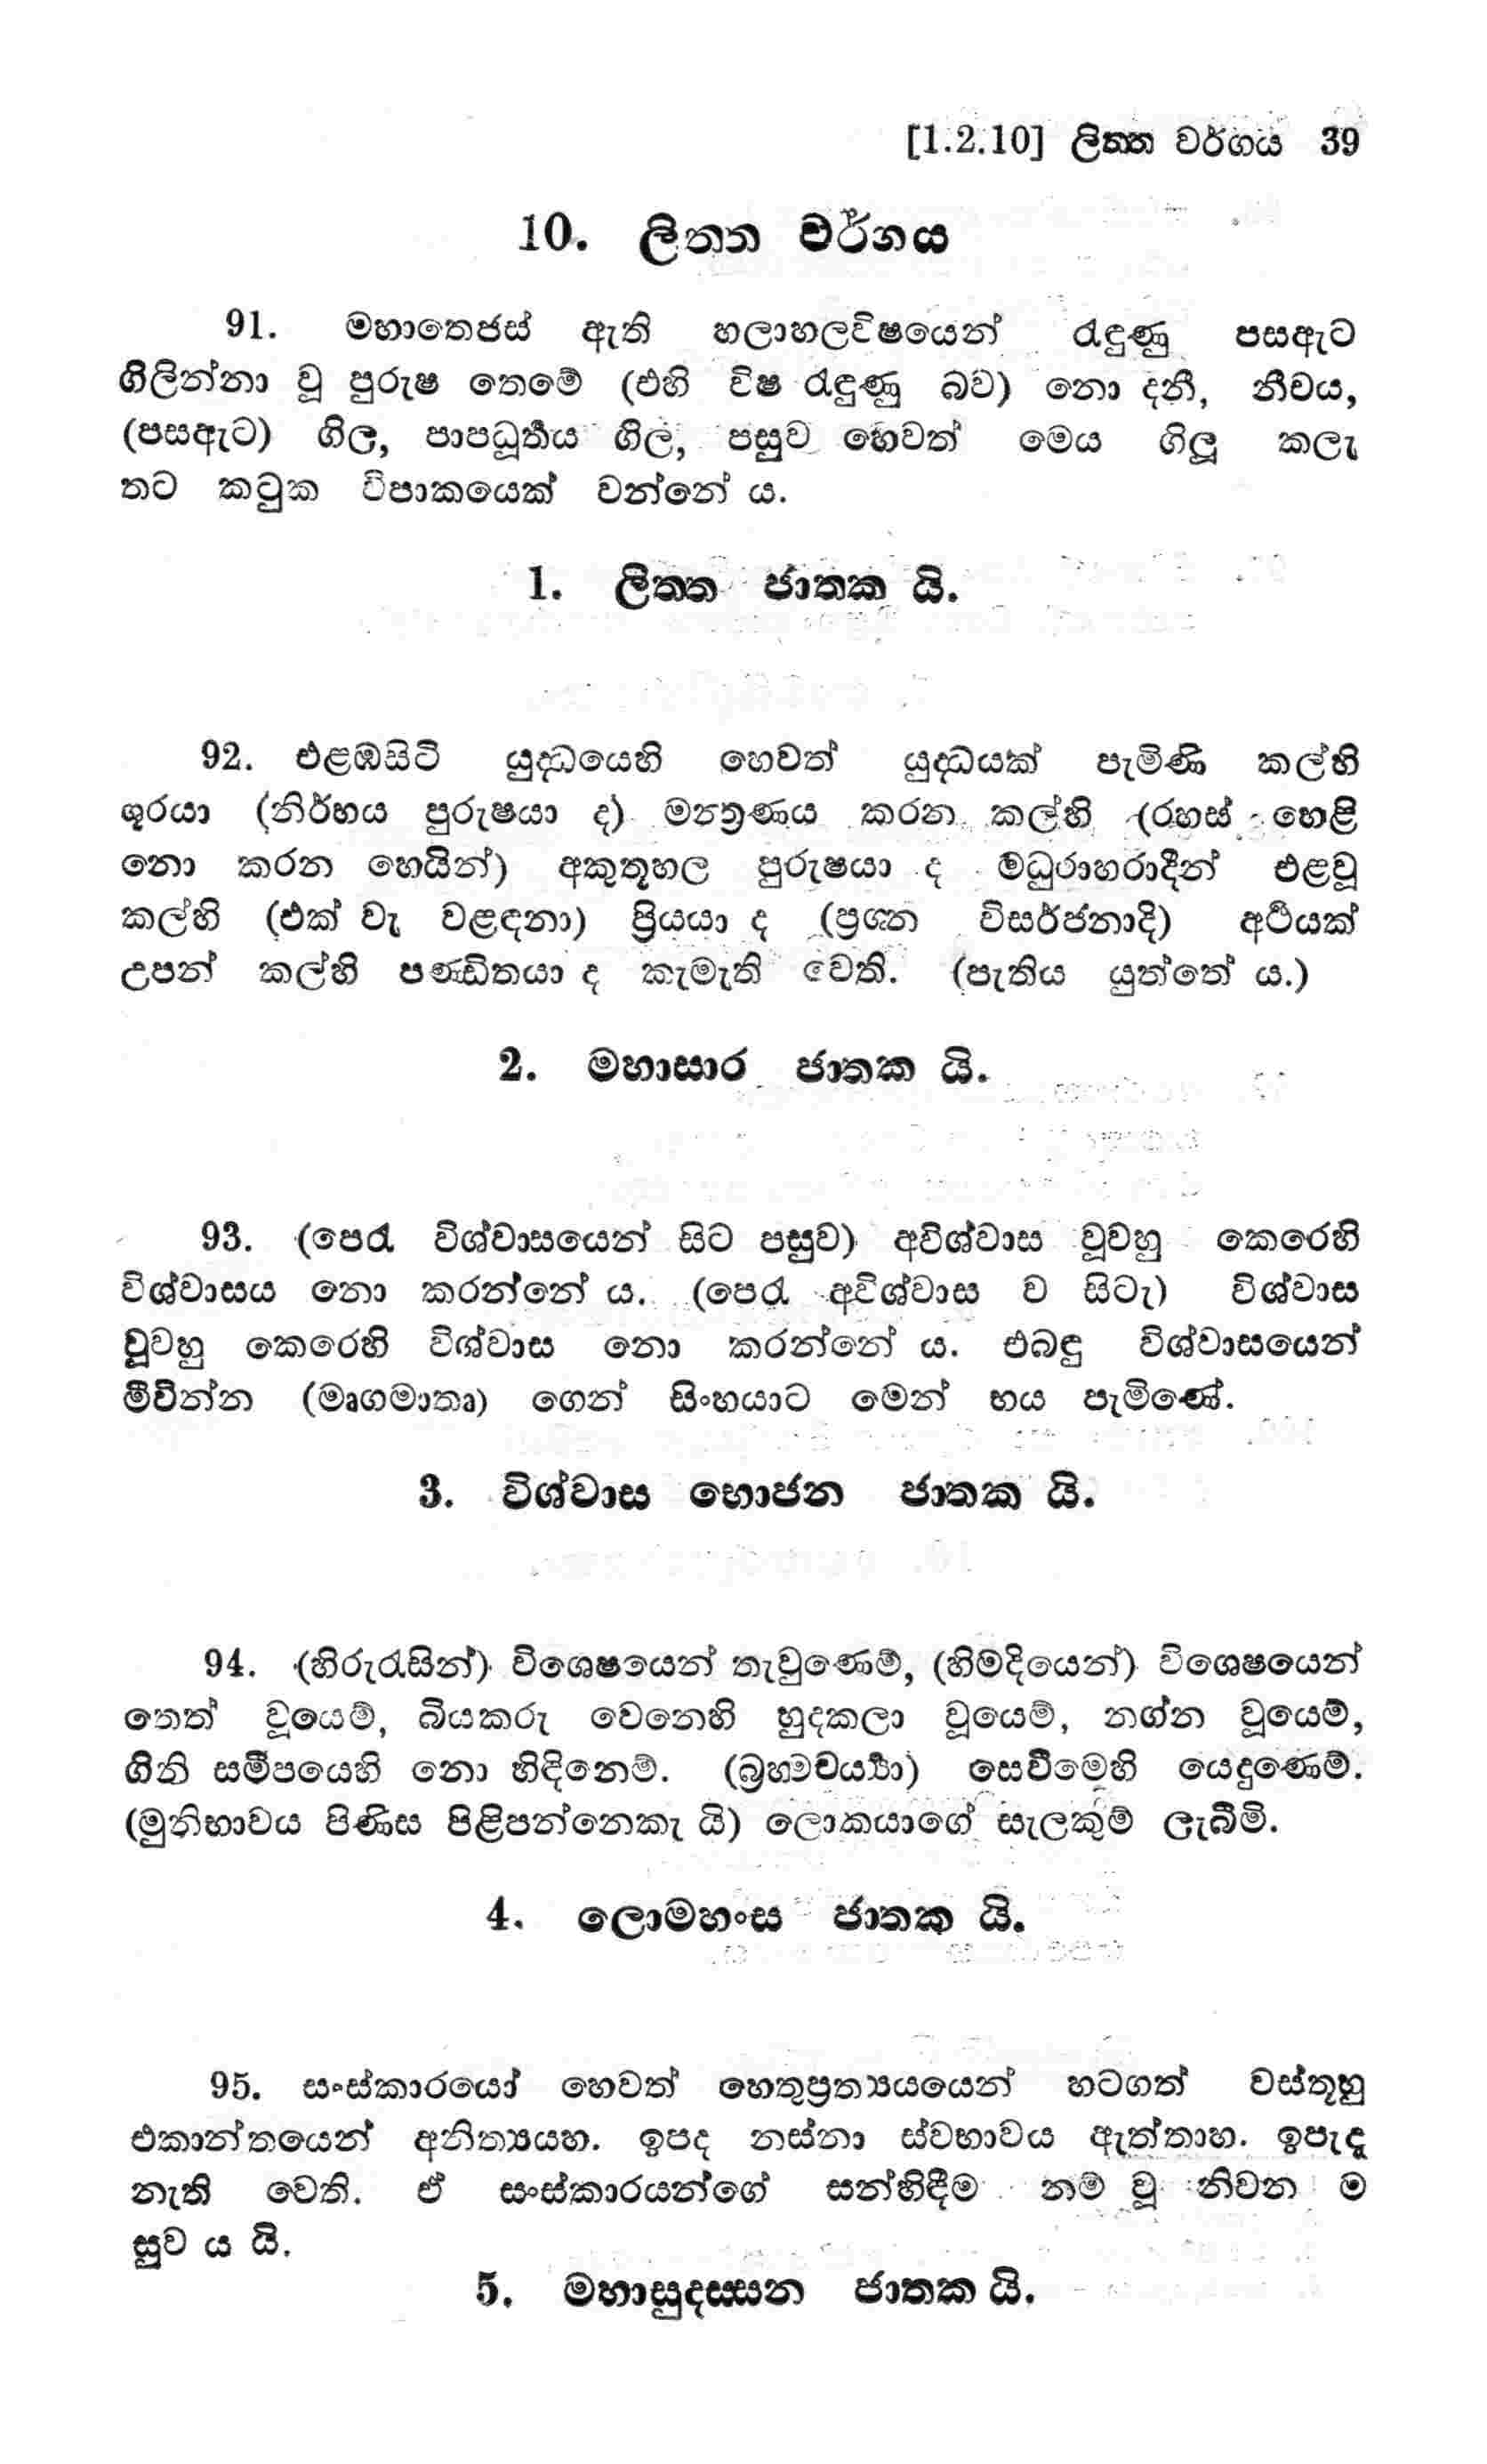 [1.2.10] ලිත්ත වර්ගය 39
10. ලිත්ත වර්ගය
91. මහාතෙජස් ඇති හලාහලවිෂයෙන් රැඳුණු පසඇට
ගිලින්නා වූ පුරුෂ තෙමේ (එහි විෂ රැඳුණු බව) නො දනී, නීචය,
(පසඇට) ගිල, පාපධූර්තය ගිල, පසුව හෙවත් මෙය ගිලූ කලැ
තට කටුක විපාකයෙක් වන්නේ ය.
1. ලිත්ත ජාතක යි.
92. එළඹසිටි යුද්ධයෙහි හෙවත් යුද්ධයක් පැමිණි කල්හි
ශූරයා (නිර්භය පුරුෂයා ද) මන්ත්‍රණය කරන කල්හි (රහස් හෙළි
නො කරන හෙයින්) අකුතූහල පුරුෂයා ද මධුරාහරාදීන් එළවූ
කල්හි (එක් වැ වළඳනා) ප්‍රියයා ද (ප්‍රශ්න විසර්ජනාදි) අර්ථයක්
උපන් කල්හි පණ්ඩිතයා ද කැමැති වෙති. (පැතිය යුත්තේ ය.)
2. මහාසාර ජාතක යි.
93. (පෙරැ විශ්වාසයෙන් සිට පසුව) අවිශ්වාස වූවහු කෙරෙහි
විශ්වාසය නො කරන්නේ ය. (පෙරැ අවිශ්වාස ව සිටැ) විශ්වාස
වූවහු කෙරෙහි විශ්වාස නො කරන්නේ ය. එබඳු විශ්වාසයෙන්
මීවින්න (මෘගමාතෘ) ගෙන් සිංහයාට මෙන් භය පැමිණේ.
3. විශ්වාස භොජන ජාතක යි.
94. (හිරුරැසින්) විශෙෂයෙන් තැවුණෙම්, (හිමදියෙන්) විශෙෂයෙන්
තෙත් වූයෙම්, බියකරු වෙනෙහි හුදකලා වූයෙම්, නග්න වූයෙම්,
ගිනි සමීපයෙහි නො හිඳිනෙම්. (බ්‍රහ්මචර්‍ය්‍යා) සෙවීමෙහි යෙදුණෙම්.
(මුනිභාවය පිණිස පිළිපන්නෙකැ යි) ලොකයාගේ සැලකුම් ලැබීමි.
4. ලොමහංස ජාතක යි.
95. සංස්කාරයෝ හෙවත් හෙතුප්‍රත්‍යයයෙන් හටගත් වස්තූහු
එකාන්තයෙන් අනිත්‍යයහ. ඉපද නස්නා ස්වභාවය ඇත්තාහ. ඉපැදැ
නැති වෙති. ඒ සංස්කාරයන්ගේ සන්හිඳීම නම් වූ නිවන ම
සුව ය යි.
5. මහාසුදස්සන ජාතක යි.